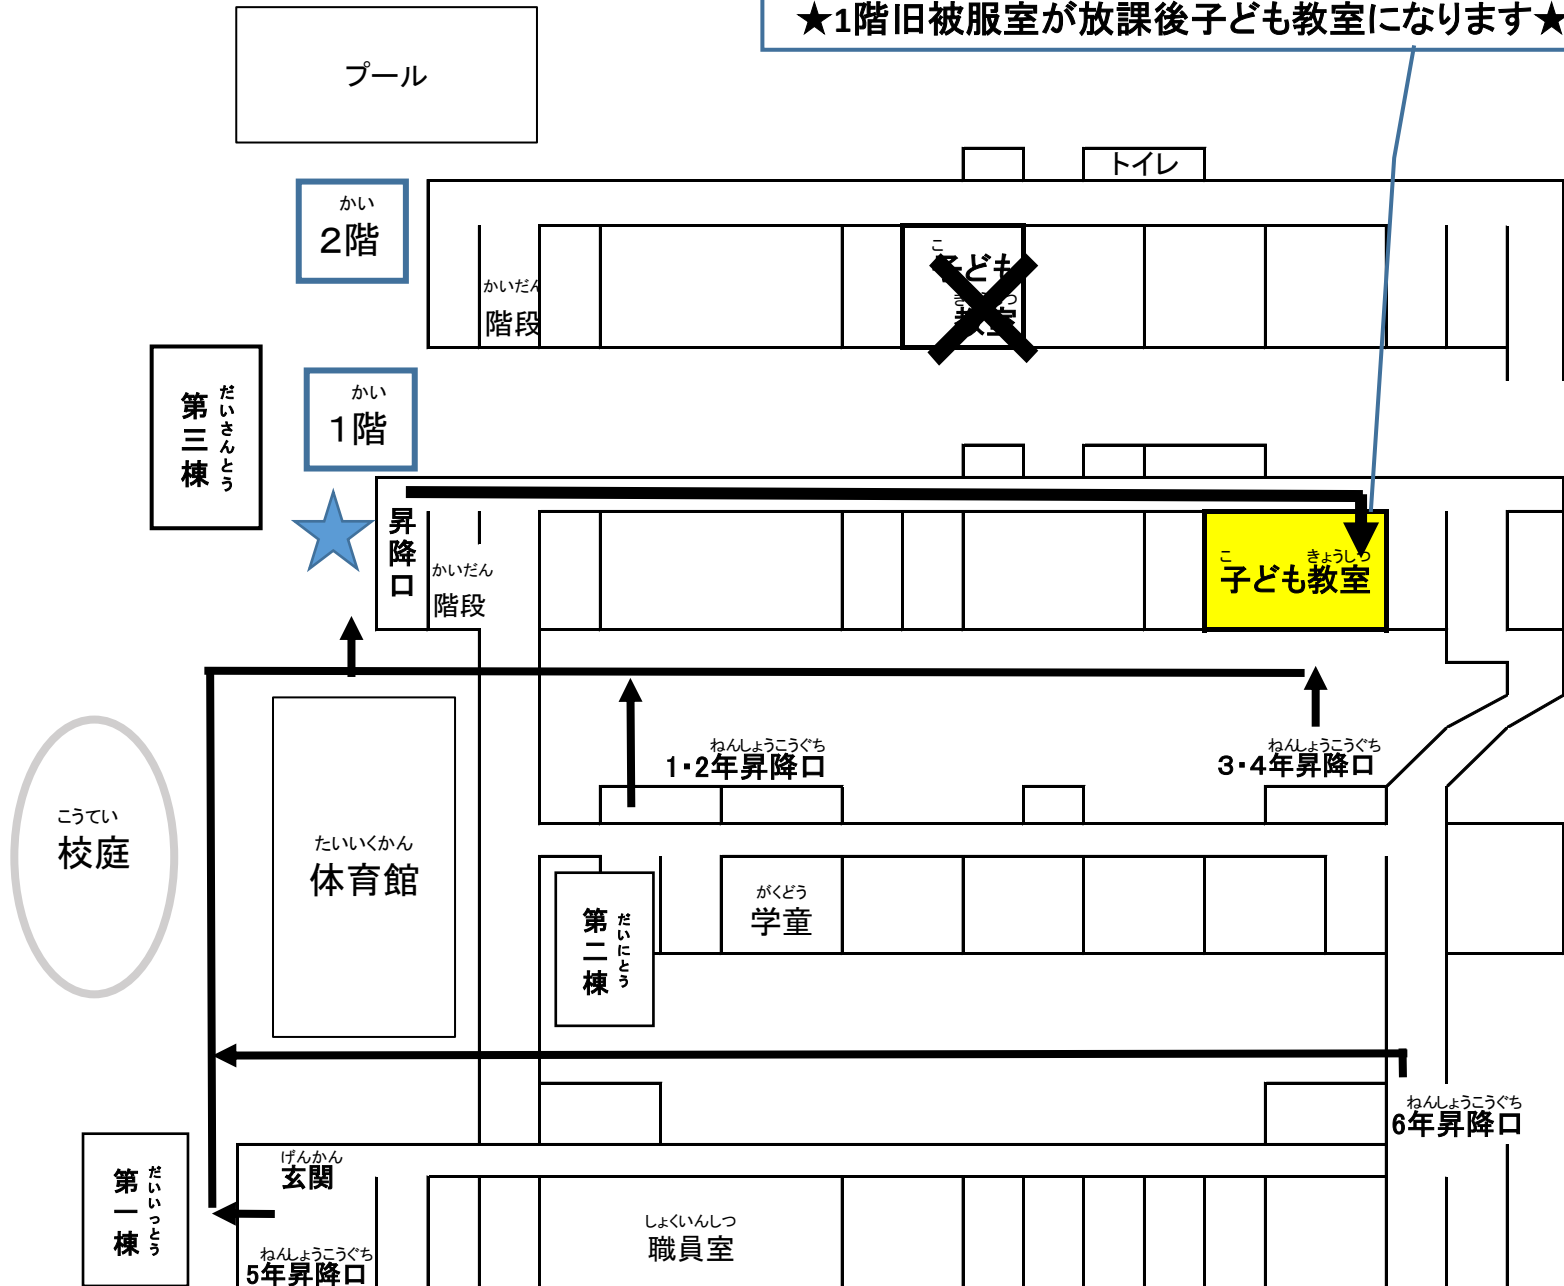 ★1階旧被服室が放課後子ども教室になります★
プール
トイレ
かい
2階
かいだん
階段
こ
子ども
教室
かい
1階
第三棟
だいさんとう
昇降口
かいだん
階段
こ きょうしつ
子ども教室
ねんしょうこうぐち
1・2年昇降口
ねんしょうこうぐち
3・4年昇降口
こうてい
校庭
たいいくかん
体育館
がくどう
学童
第二棟
だいにとう
ねんしょうこうぐち
6年昇降口
げんかん
玄関
第一棟
だいいっとう
しょくいんしつ
職員室
ねんしょうこうぐち
5年昇降口